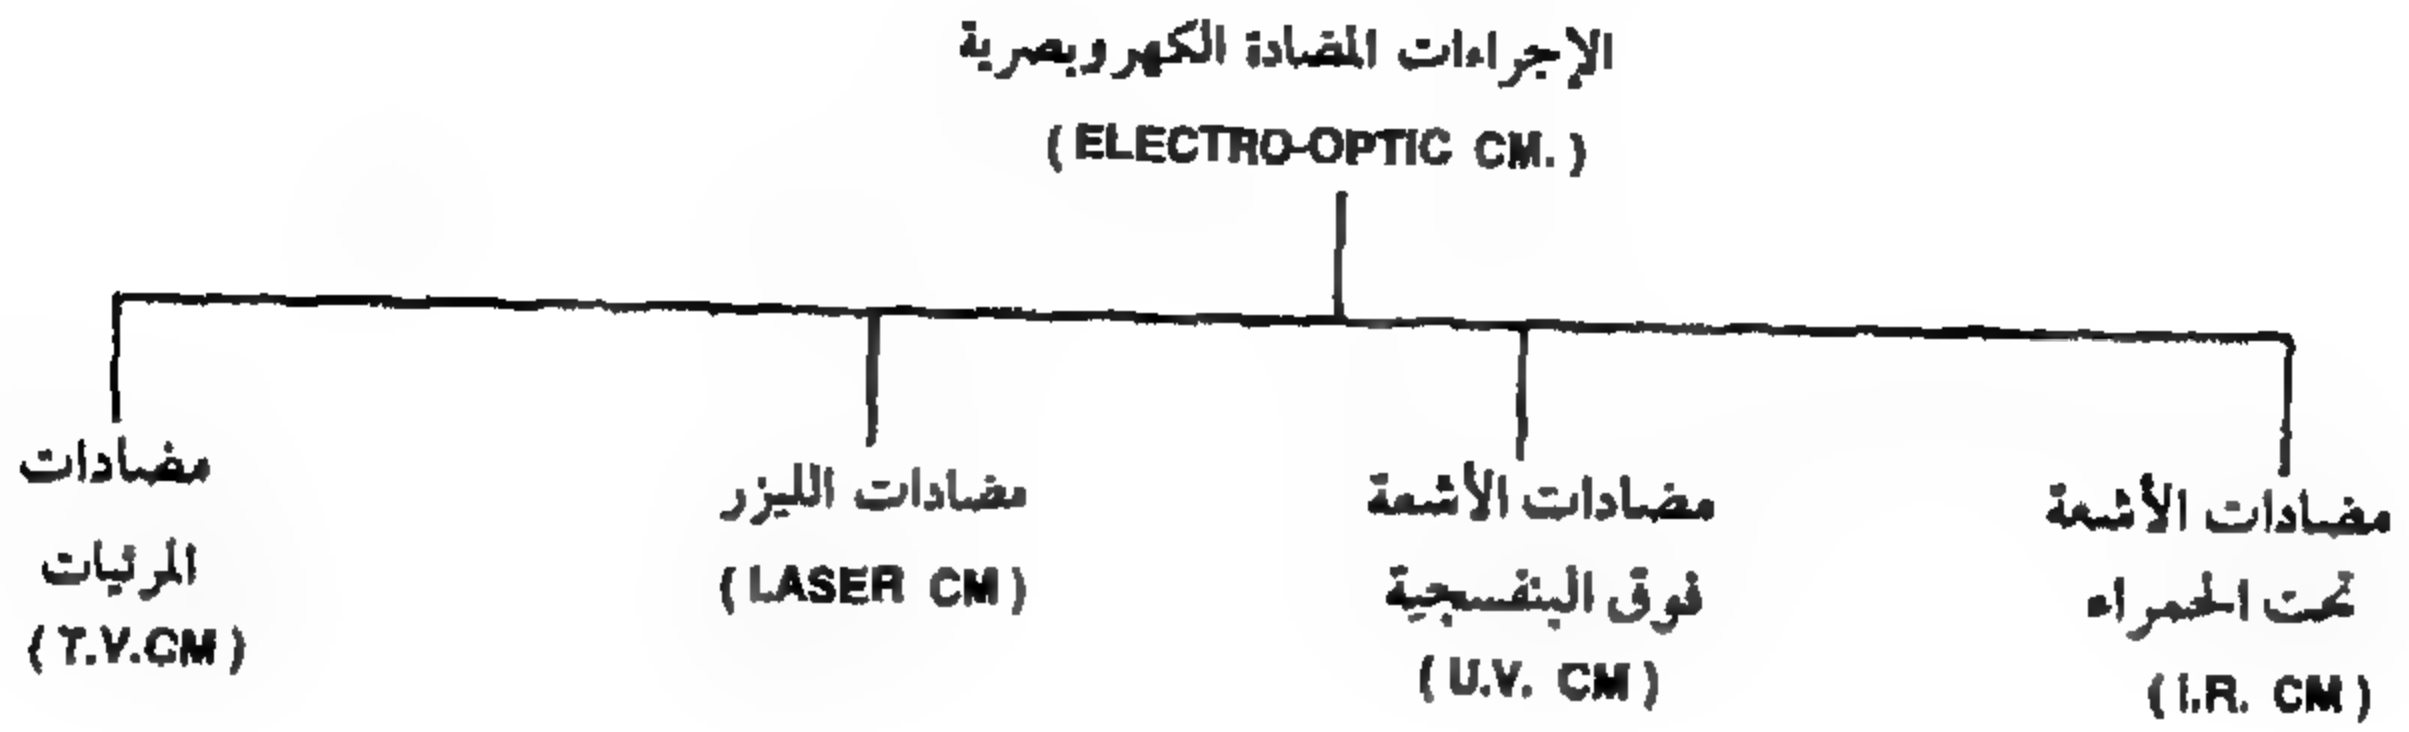 الإجراءات المضادة الكهروبصرية
( ELECTRO-OPTIC CM. )
مضادات الأشعة
تحت الحمراء
( I.R. CM )
مضادات الأشعة
فوق البنفسجية
( U.V. CM )
مضادات الليزر
( LASER CM )
مضادات
المرئيات
( T.V.CM )